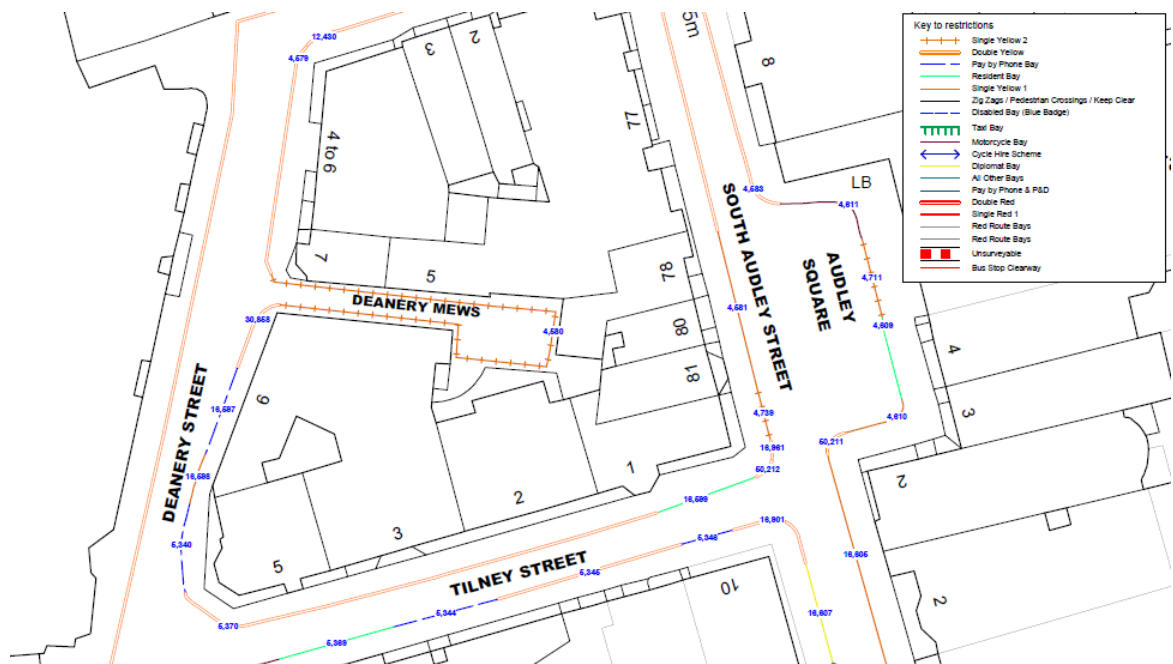 12,430
4,579
3
2
5m
8
77
4 to 6
7
5
DEANERY MEWS
4,580
30,858
78
80
81
SOUTH AUDLEY STREET
4,583
4,611
LB
AUDLEY
SQUARE
4,711
4,609
4,581
4
3
4,739
4,610
16,961
50,211
50,212
DEANERY STREET
16,597
6
16,598
5,340
5
3
2
1
16,599
TILNEY STREET
5,370
5,369
5,344
5,345
5,346
16,901
10
16,607
16,605
2
2
Key to restrictions
Single Yellow 2
Double Yellow
Pay by Phone Bay
Resident Bay
Single Yellow 1
Zig Zags / Pedestrian Crossings / Keep Clear
Disabled Bay (Blue Badge)
Taxi Bay
Motorcycle Bay
Cycle Hire Scheme
Diplomat Bay
All Other Bays
Pay by Phone & P&D
Double Red
Single Red 1
Red Route Bays
Red Route Bays
Unsurveyable
Bus Stop Clearway